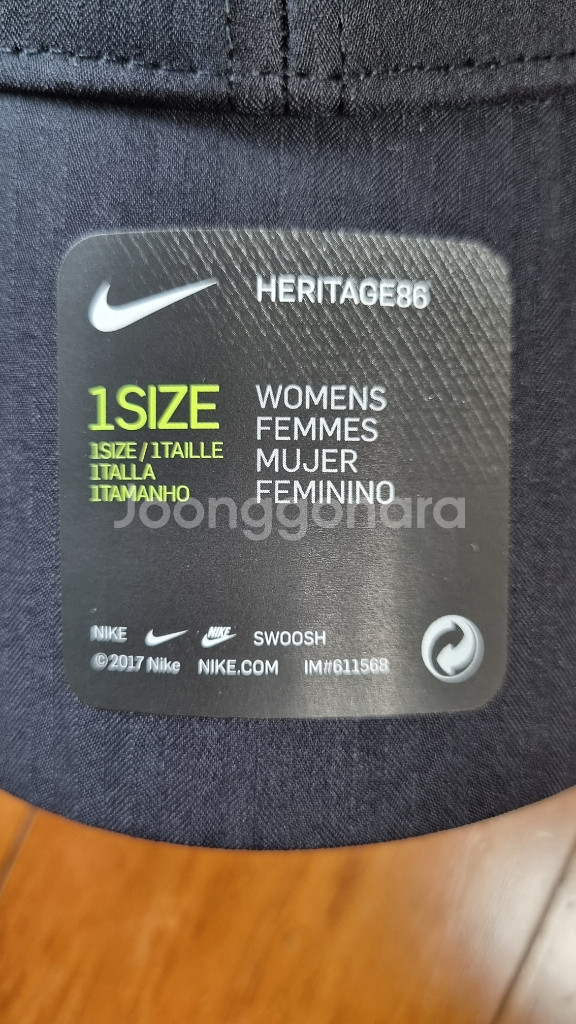 HERITAGE86
1SIZE
1SIZE / 1TAILLE
1TALLA
1TAMANHO
WOMENS
FEMMES
MUJER
FEMININO
Joonggonara
NIKE NIKE SWOOSH
©2017 Nike NIKE.COM IM#611568